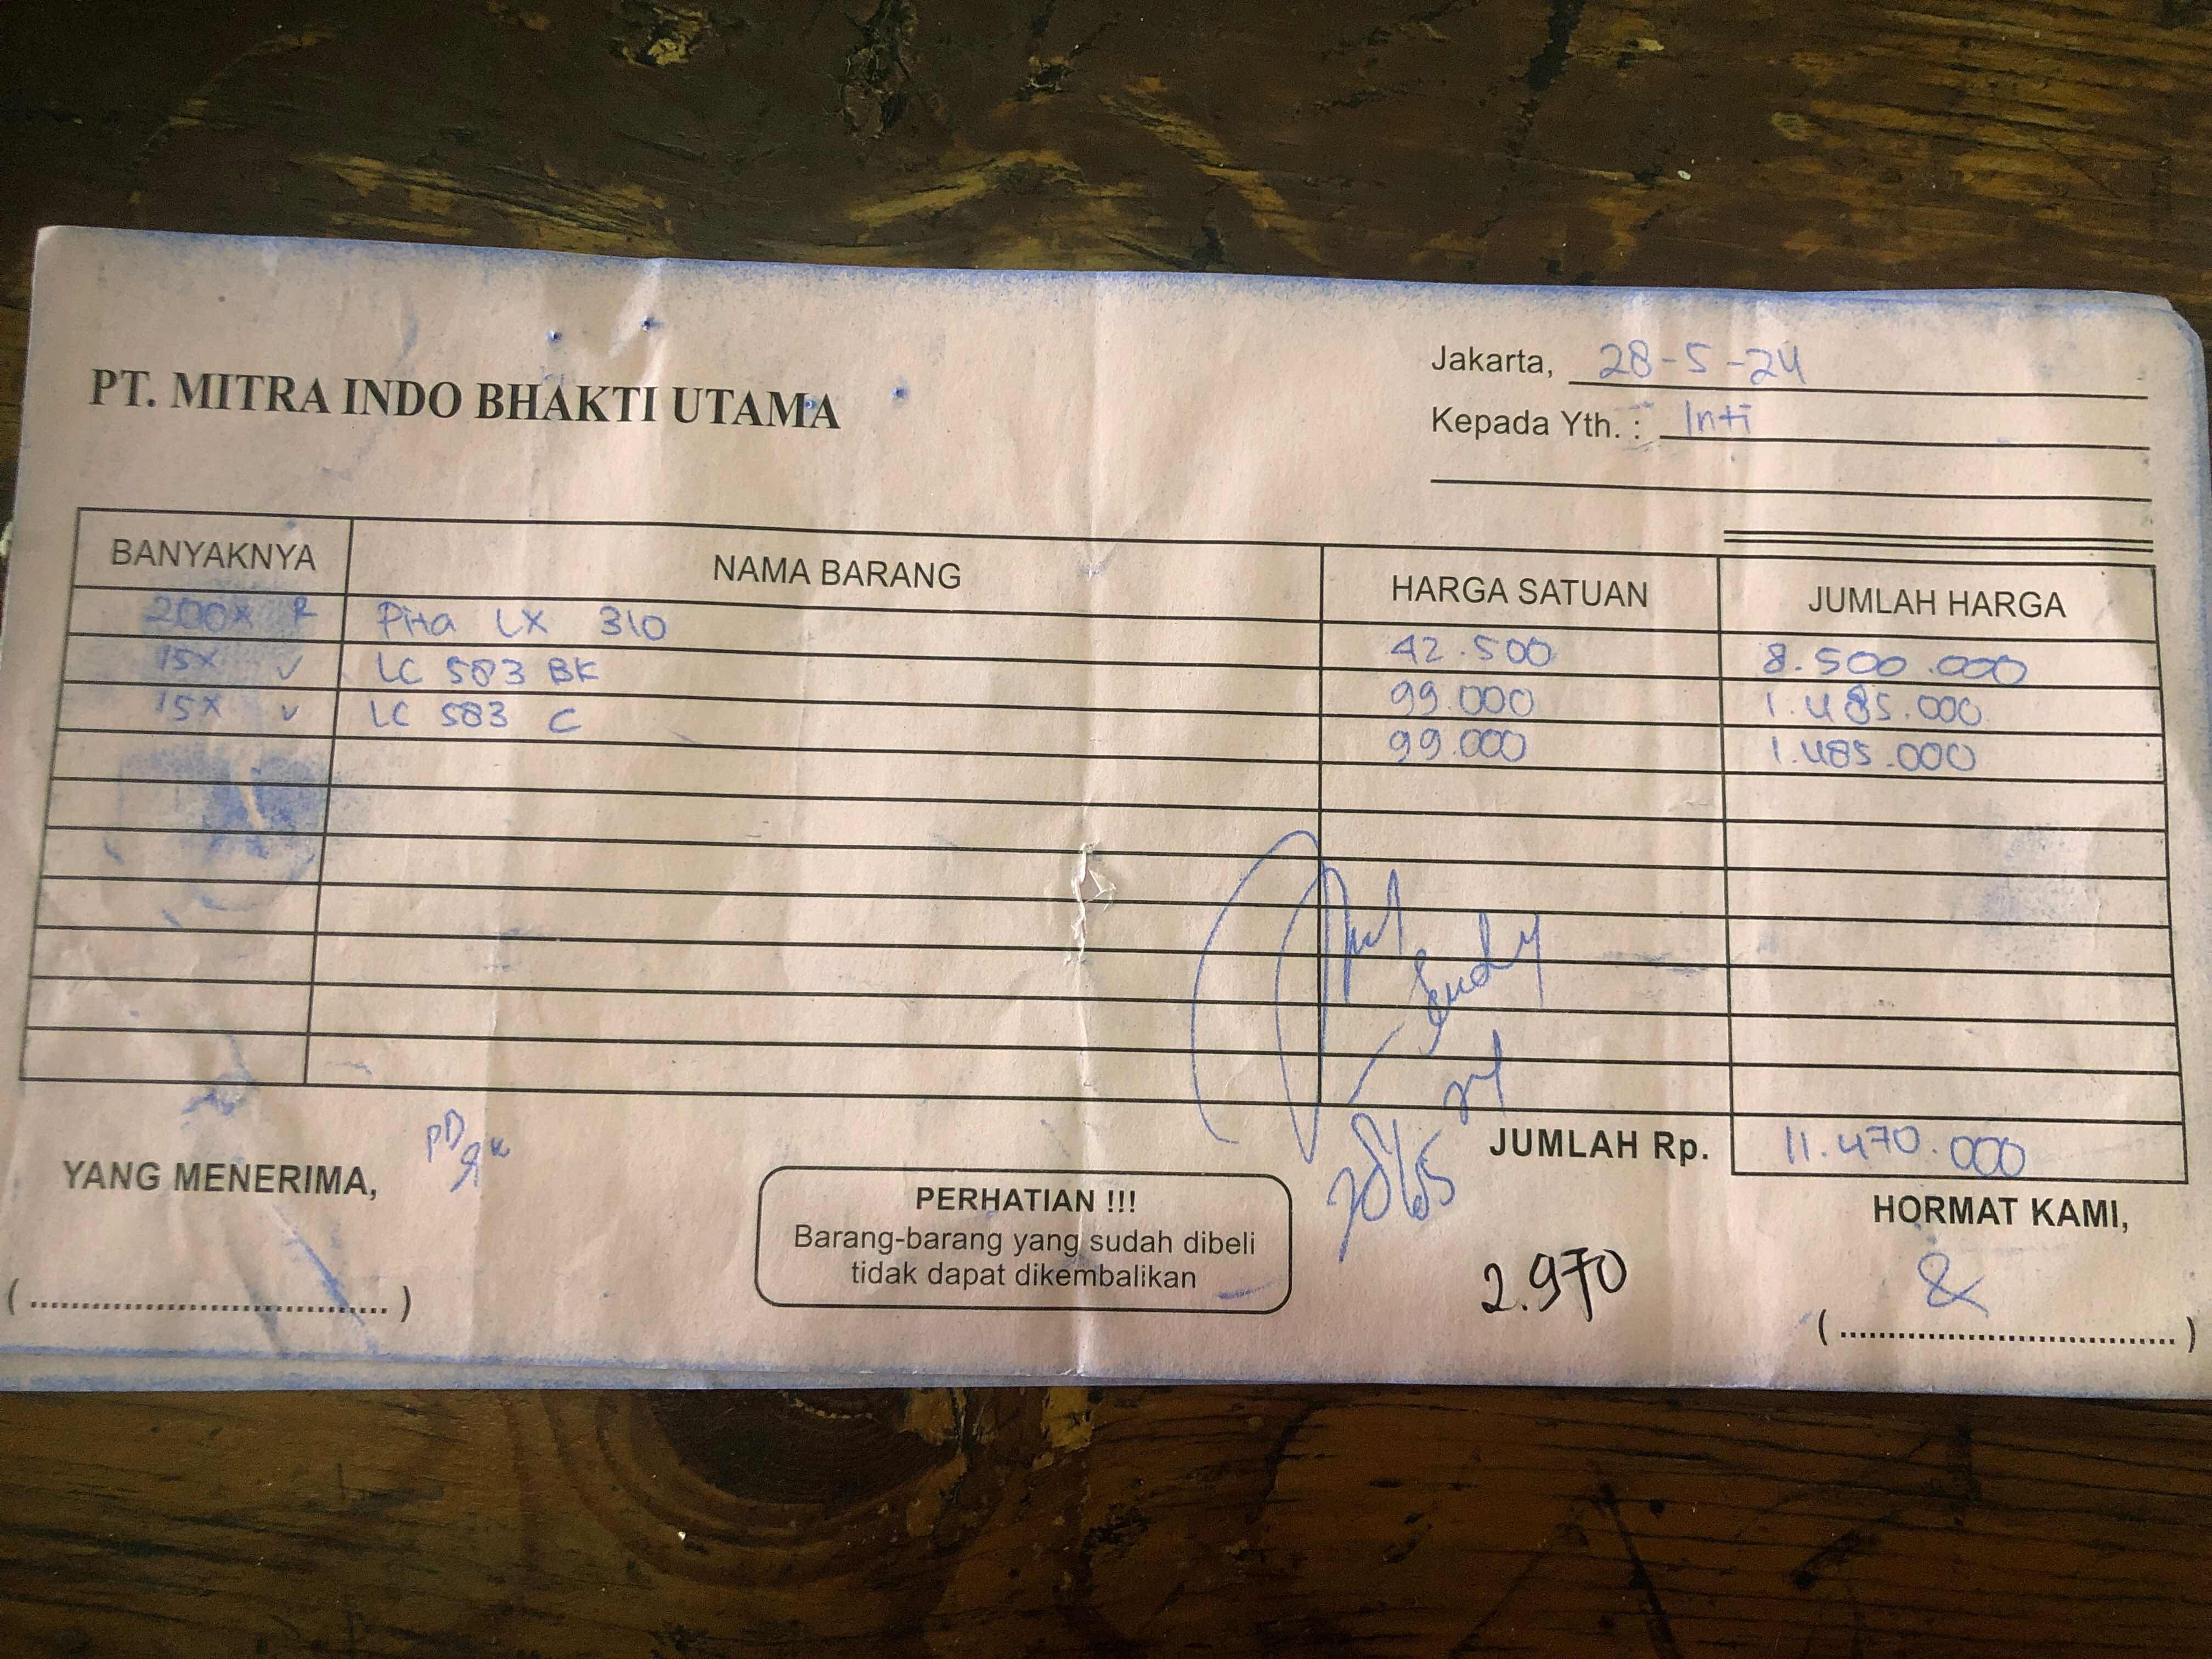 PT. MITRA INDO BHAKTI UTAMA
Jakarta, 28-5-24
Kepada Yth. : Inti
BANYAKNYA NAMA BARANG HARGA SATUAN JUMLAH HARGA
200x R Pita LX 310 42.500 8.500.000
15x ✓ LC 583 BK 99.000 1.485.000
15x ✓ LC 583 C 99.000 1.485.000
Endy
28/05
JUMLAH Rp. 11.470.000
YANG MENERIMA,
PERHATIAN !!!
Barang-barang yang sudah dibeli
tidak dapat dikembalikan
2.970
HORMAT KAMI,
(....................................)
(....................................)